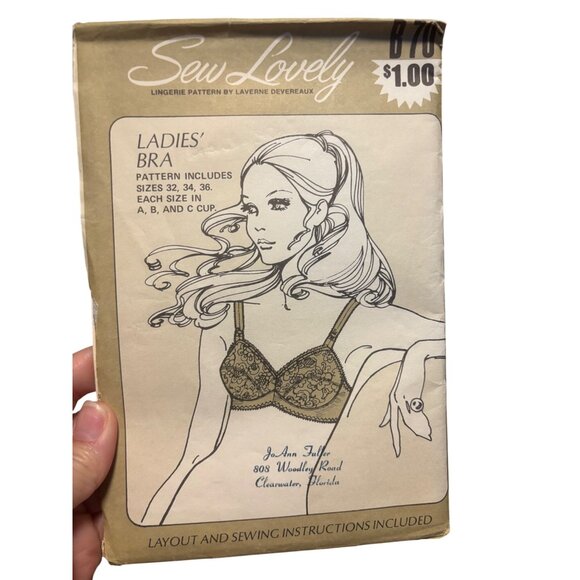 Sew Lovely
B 70
$1.00
LINGERIE PATTERN BY LAVERNE DEVEREAUX
LADIES'
BRA
PATTERN INCLUDES
SIZES 32, 34, 36.
EACH SIZE IN
A, B, AND C CUP.
JoAnn Fuller
808 Woodley Road
Clearwater, Florida
LAYOUT AND SEWING INSTRUCTIONS INCLUDED